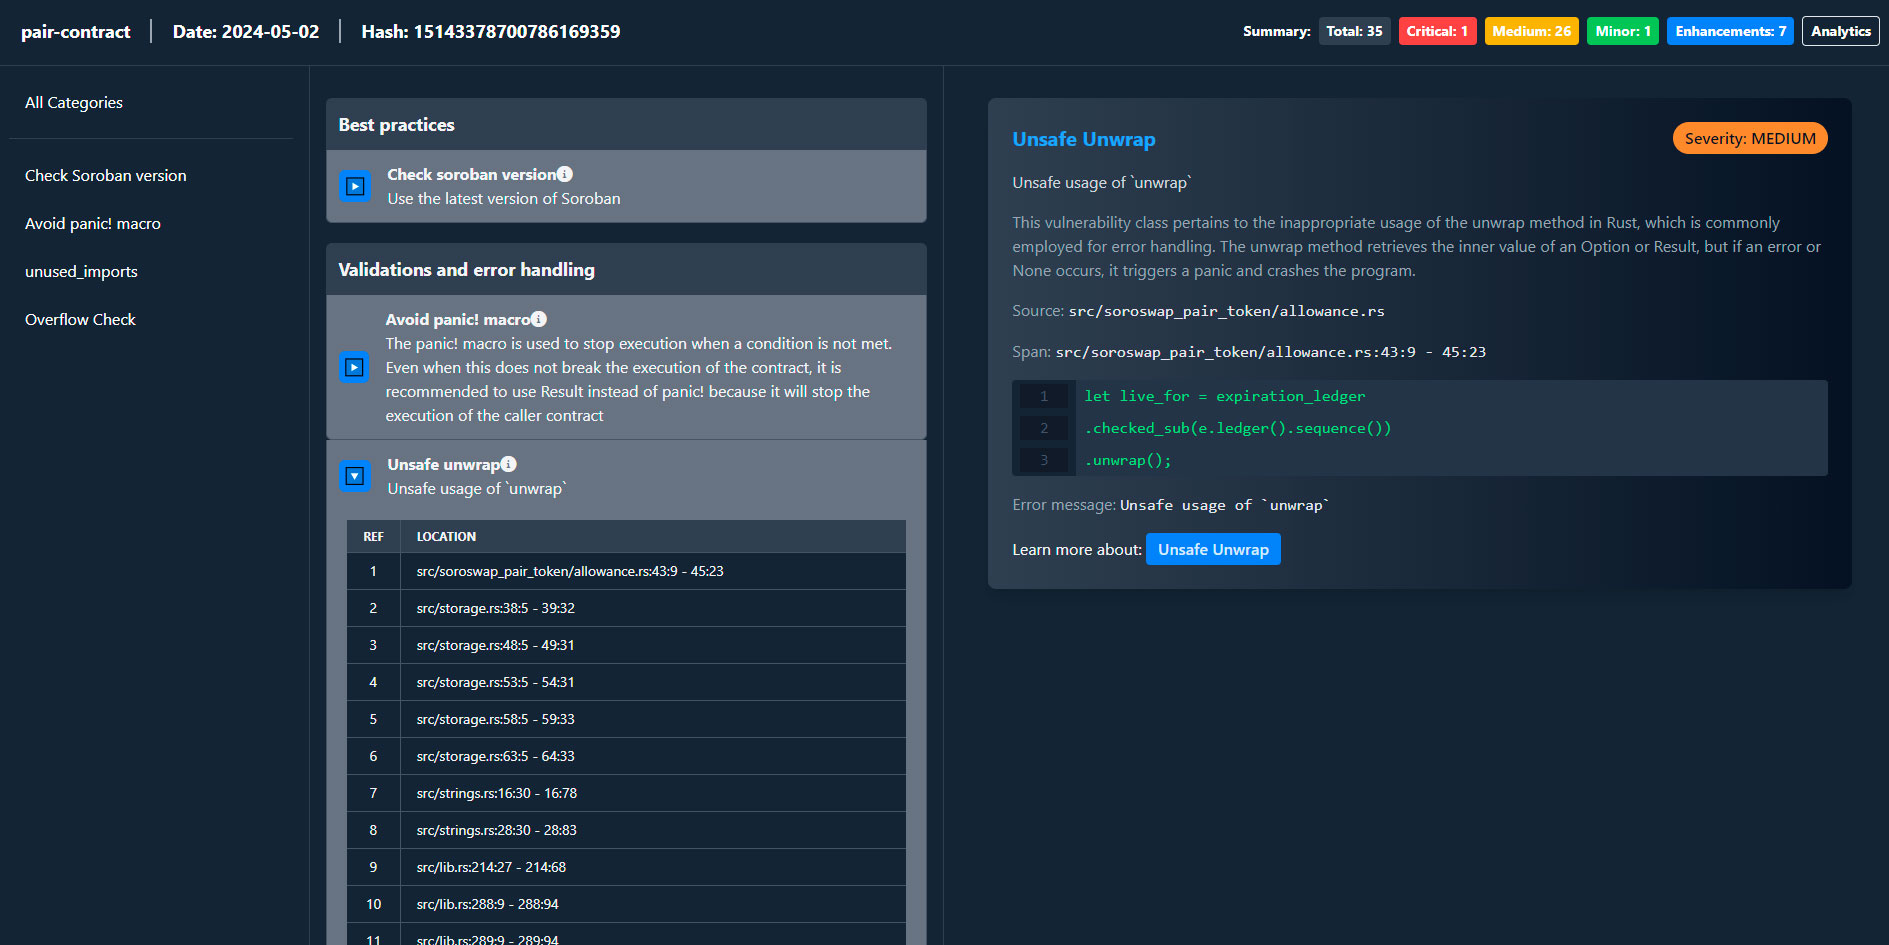 pair-contract
Date: 2024-05-02
Hash: 15143378700786169359
Summary:
Total: 35
Critical: 1
Medium: 26
Minor: 1
Enhancements: 7
Analytics
All Categories
Check Soroban version
Avoid panic! macro
unused_imports
Overflow Check
Best practices
Check soroban version
Use the latest version of Soroban
Validations and error handling
Avoid panic! macro
The panic! macro is used to stop execution when a condition is not met.
Even when this does not break the execution of the contract, it is
recommended to use Result instead of panic! because it will stop the
execution of the caller contract
Unsafe unwrap
Unsafe usage of `unwrap`
REF LOCATION
1 src/soroswap_pair_token/allowance.rs:43:9 - 45:23
2 src/storage.rs:38:5 - 39:32
3 src/storage.rs:48:5 - 49:31
4 src/storage.rs:53:5 - 54:31
5 src/storage.rs:58:5 - 59:33
6 src/storage.rs:63:5 - 64:33
7 src/strings.rs:16:30 - 16:78
8 src/strings.rs:28:30 - 28:83
9 src/lib.rs:214:27 - 214:68
10 src/lib.rs:288:9 - 288:94
11 src/lib.rs:289:9 - 289:94
Unsafe Unwrap
Severity: MEDIUM
Unsafe usage of `unwrap`
This vulnerability class pertains to the inappropriate usage of the unwrap method in Rust, which is commonly
employed for error handling. The unwrap method retrieves the inner value of an Option or Result, but if an error or
None occurs, it triggers a panic and crashes the program.
Source: src/soroswap_pair_token/allowance.rs
Span: src/soroswap_pair_token/allowance.rs:43:9 - 45:23
1 let live_for = expiration_ledger
2 .checked_sub(e.ledger().sequence())
3 .unwrap();
Error message: Unsafe usage of `unwrap`
Learn more about: Unsafe Unwrap